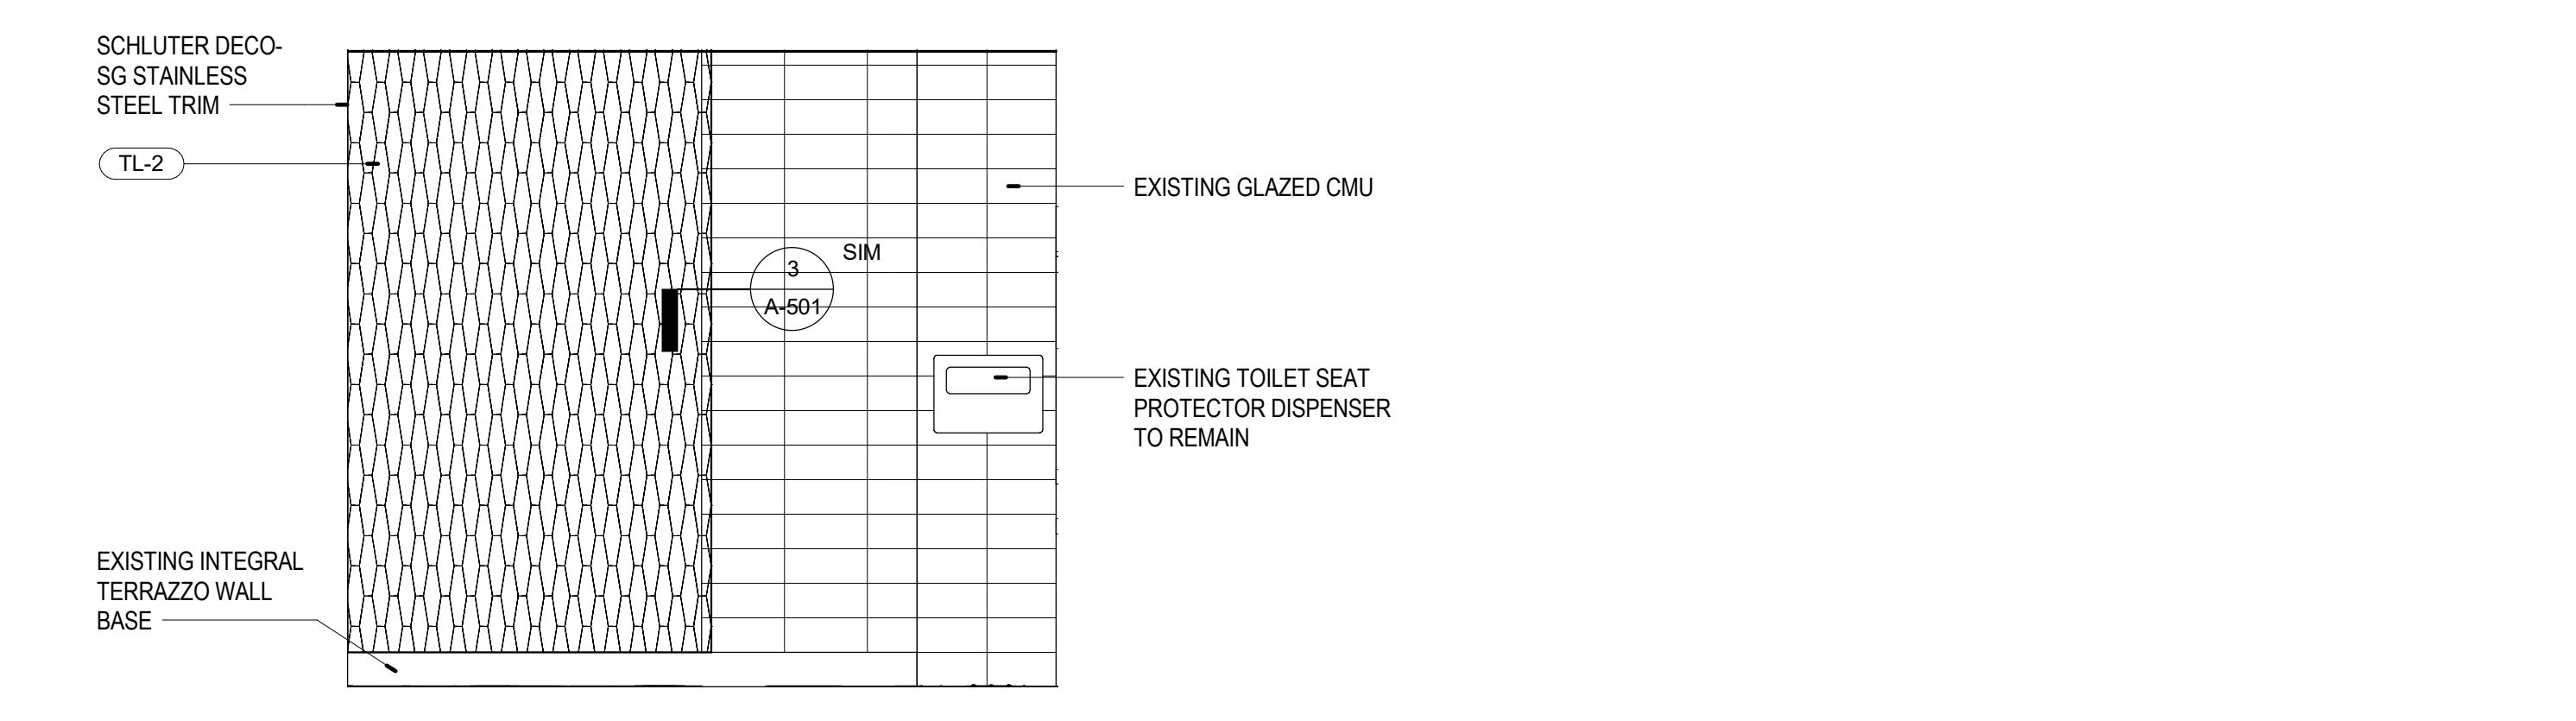 SCHLUTER DECO-
SG STAINLESS
STEEL TRIM
TL-2
EXISTING INTEGRAL
TERRAZZO WALL
BASE
3
A-501
SIM
EXISTING GLAZED CMU
EXISTING TOILET SEAT
PROTECTOR DISPENSER
TO REMAIN